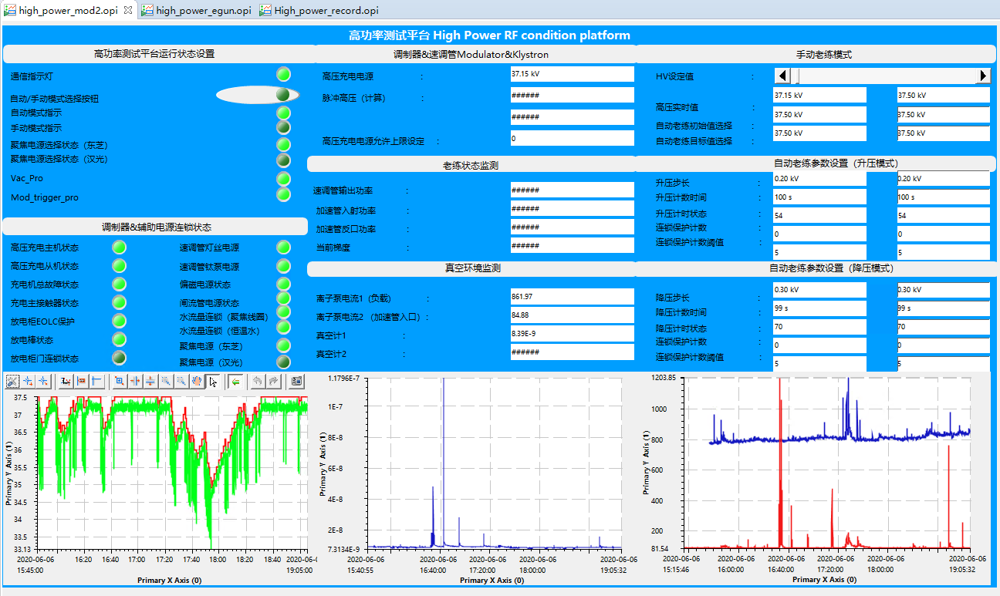 high_power_mod2.opi
high_power_egun.opi
High_power_record.opi
高功率测试平台 High Power RF condition platform
高功率测试平台运行状态设置
通信指示灯
自动/手动模式选择按钮
自动模式指示
手动模式指示
聚焦电源选择状态（东芝）
聚焦电源选择状态（汉光）
Vac_Pro
Mod_trigger_pro
调制器&辅助电源连锁状态
高压充电主机状态
速调管灯丝电源
高压充电从机状态
速调管钛泵电源
充电机总故障状态
偏磁电源状态
充电主接触器状态
闸流管电源状态
放电柜EOLC保护
水流量连锁（聚焦线圈）
放电棒状态
水流量连锁（恒温水）
放电柜门连锁状态
聚焦电源（东芝）
聚焦电源（汉光）
调制器&速调管Modulator&Klystron
高压充电电源 : 37.15 kV
脉冲高压（计算） : ######
######
高压充电电源允许上限设定 : 0
老练状态监测
速调管输出功率 : ######
加速管入射功率 : ######
加速管反口功率 : ######
当前梯度 : ######
真空环境监测
离子泵电流1 (负载) : 861.97
离子泵电流2 （加速管入口）: 84.88
真空计1 : 8.39E-9
真空计2 : ######
手动老练模式
HV设定值 :
37.15 kV 37.50 kV
高压实时值 : 37.50 kV 37.50 kV
自动老练初始值选择 : 37.50 kV 37.50 kV
自动老练目标值选择 :
自动老练参数设置（升压模式）
升压步长 : 0.20 kV 0.20 kV
升压计数时间 : 100 s 100 s
升压计时状态 : 54 54
连锁保护计数 : 0 0
连锁保护计数阈值 : 5 5
自动老练参数设置（降压模式）
降压步长 : 0.30 kV 0.30 kV
降压计数时间 : 99 s 99 s
降压计时状态 : 70 70
连锁保护计数 : 0 0
连锁保护计数阈值 : 5 5
Primary Y Axis (1)
37.5
37
36.5
36
35.5
35
34.5
34
33.5
33.13
2020-06-06 16:20 16:40 17:00 17:20 17:40 18:00 18:20 18:40 2020-06-0
15:45:00 19:05:00
Primary X Axis (0)
Primary Y Axis (1)
1.1796E-7
1E-7
8E-8
6E-8
4E-8
2E-8
7.3134E-9
2020-06-06 2020-06-06 2020-06-06 2020-06-06 2020-06-06
15:40:55 16:40:00 17:20:00 18:00:00 19:05:32
Primary X Axis (0)
Primary Y Axis (1)
1203.85
1000
800
600
400
200
81.54
2020-06-06 2020-06-06 2020-06-06 2020-06-06 2020-06-06 2020-06-06
15:15:46 16:00:00 16:40:00 17:20:00 18:00:00 19:05:32
Primary X Axis (0)